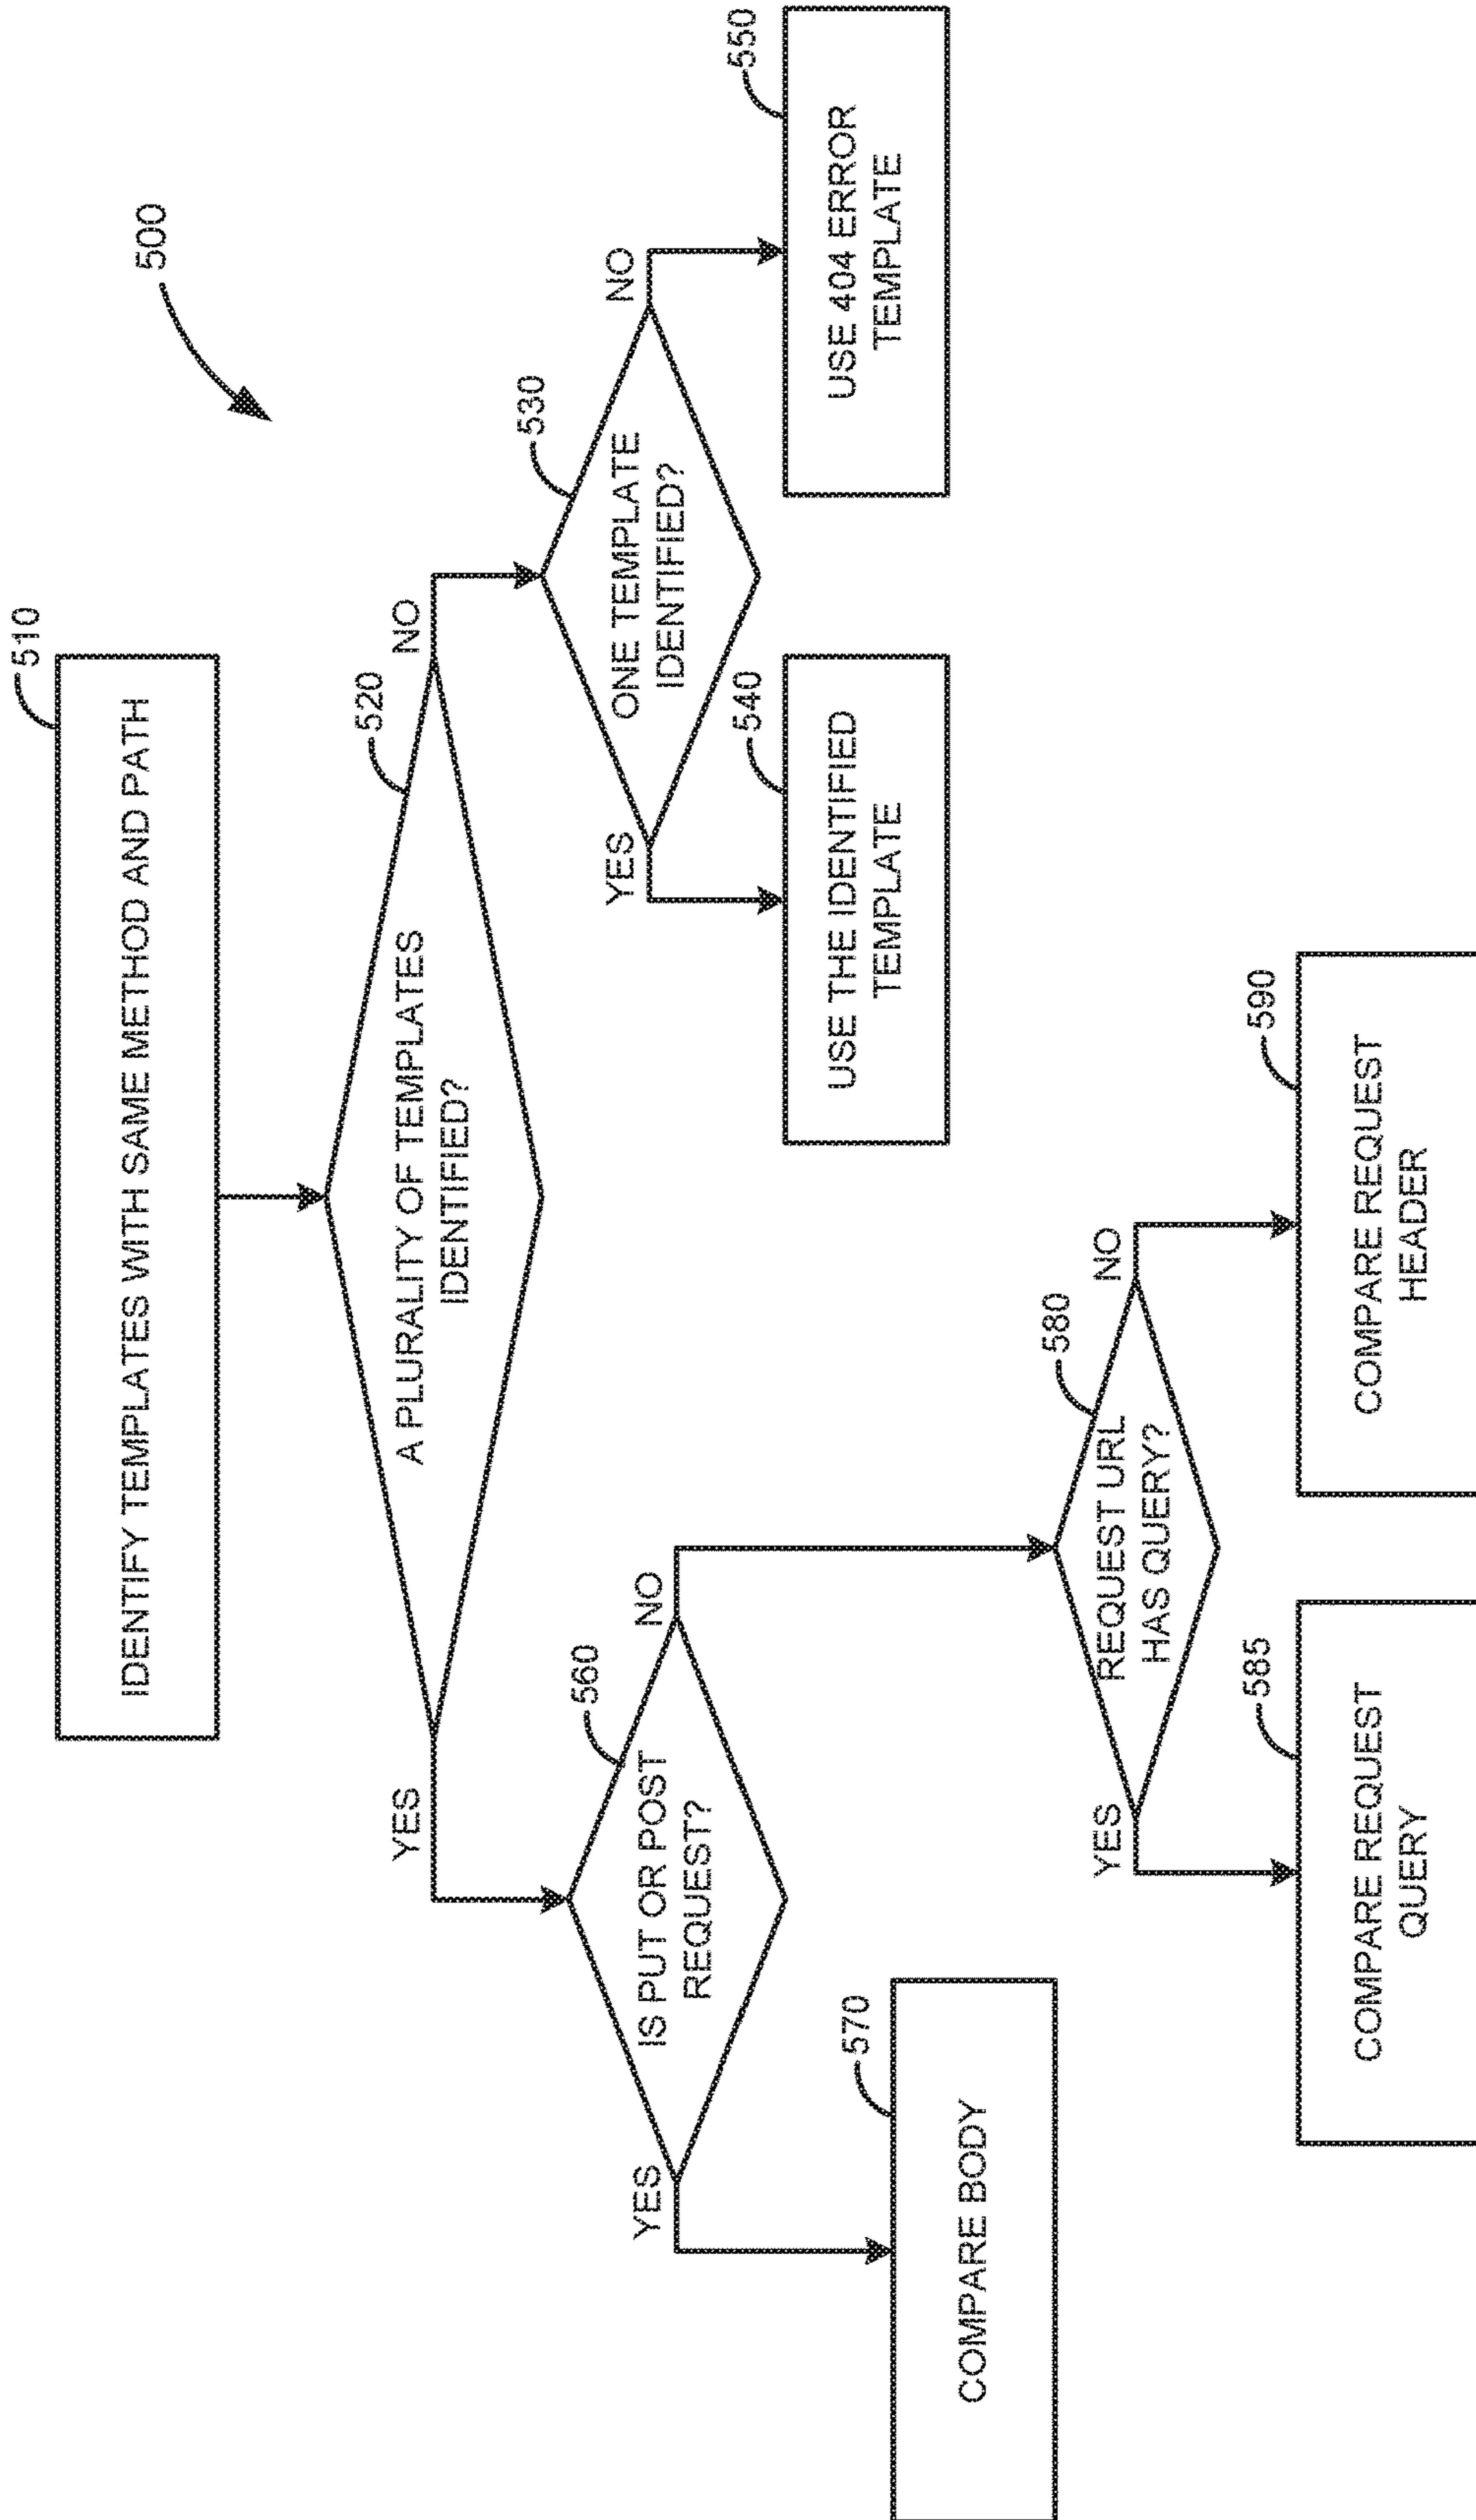 500
510
IDENTIFY TEMPLATES WITH SAME METHOD AND PATH
520
A PLURALITY OF TEMPLATES
IDENTIFIED?
YES
NO
530
ONE TEMPLATE
IDENTIFIED?
YES
NO
540
USE THE IDENTIFIED
TEMPLATE
550
USE 404 ERROR
TEMPLATE
560
IS PUT OR POST
REQUEST?
YES
NO
570
COMPARE BODY
580
REQUEST URL
HAS QUERY?
YES
NO
585
COMPARE REQUEST
QUERY
590
COMPARE REQUEST
HEADER